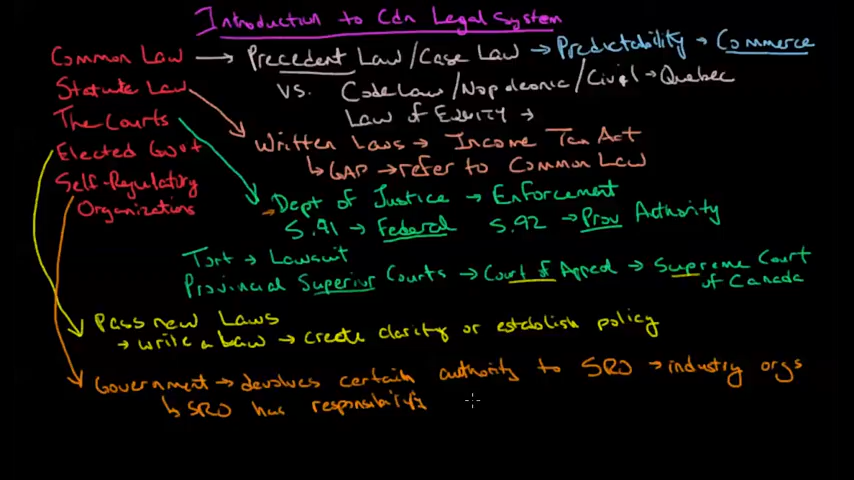 Introduction to Cdn Legal System
Common Law → Precedent Law/Case Law → Predictability → Commerce
Statute Law
vs. Code Law/Napoleonic/Civil → Quebec
Law of Equity →
The Courts
Written Laws → Income Tax Act
Elected Gov't
↳ GAP → refer to Common Law
Self-Regulatory
Organizations
→ Dept of Justice → Enforcement
S.91 → Federal S.92 → Prov Authority
Tort → Lawsuit
Provincial Superior Courts → Court of Appeal → Supreme Court
of Canada
Pass new Laws
→ write a law → create clarity or establish policy
Government → devolves certain authority to SRO → industry orgs
↳ SRO has responsibility